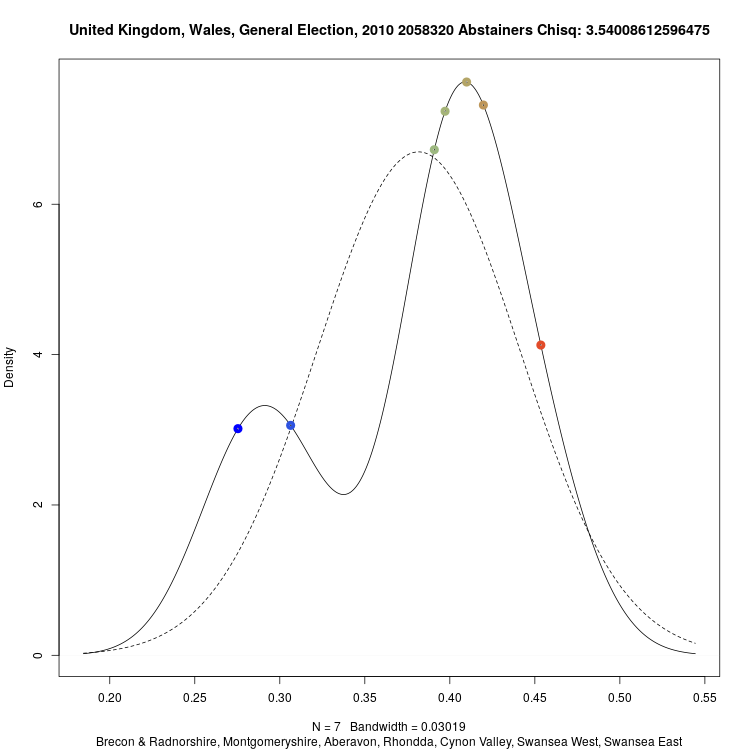 United Kingdom, Wales, General Election, 2010 2058320 Abstainers Chisq: 3.54008612596475
Density
6
4
2
0
0.20 0.25 0.30 0.35 0.40 0.45 0.50 0.55
N = 7 Bandwidth = 0.03019
Brecon & Radnorshire, Montgomeryshire, Aberavon, Rhondda, Cynon Valley, Swansea West, Swansea East